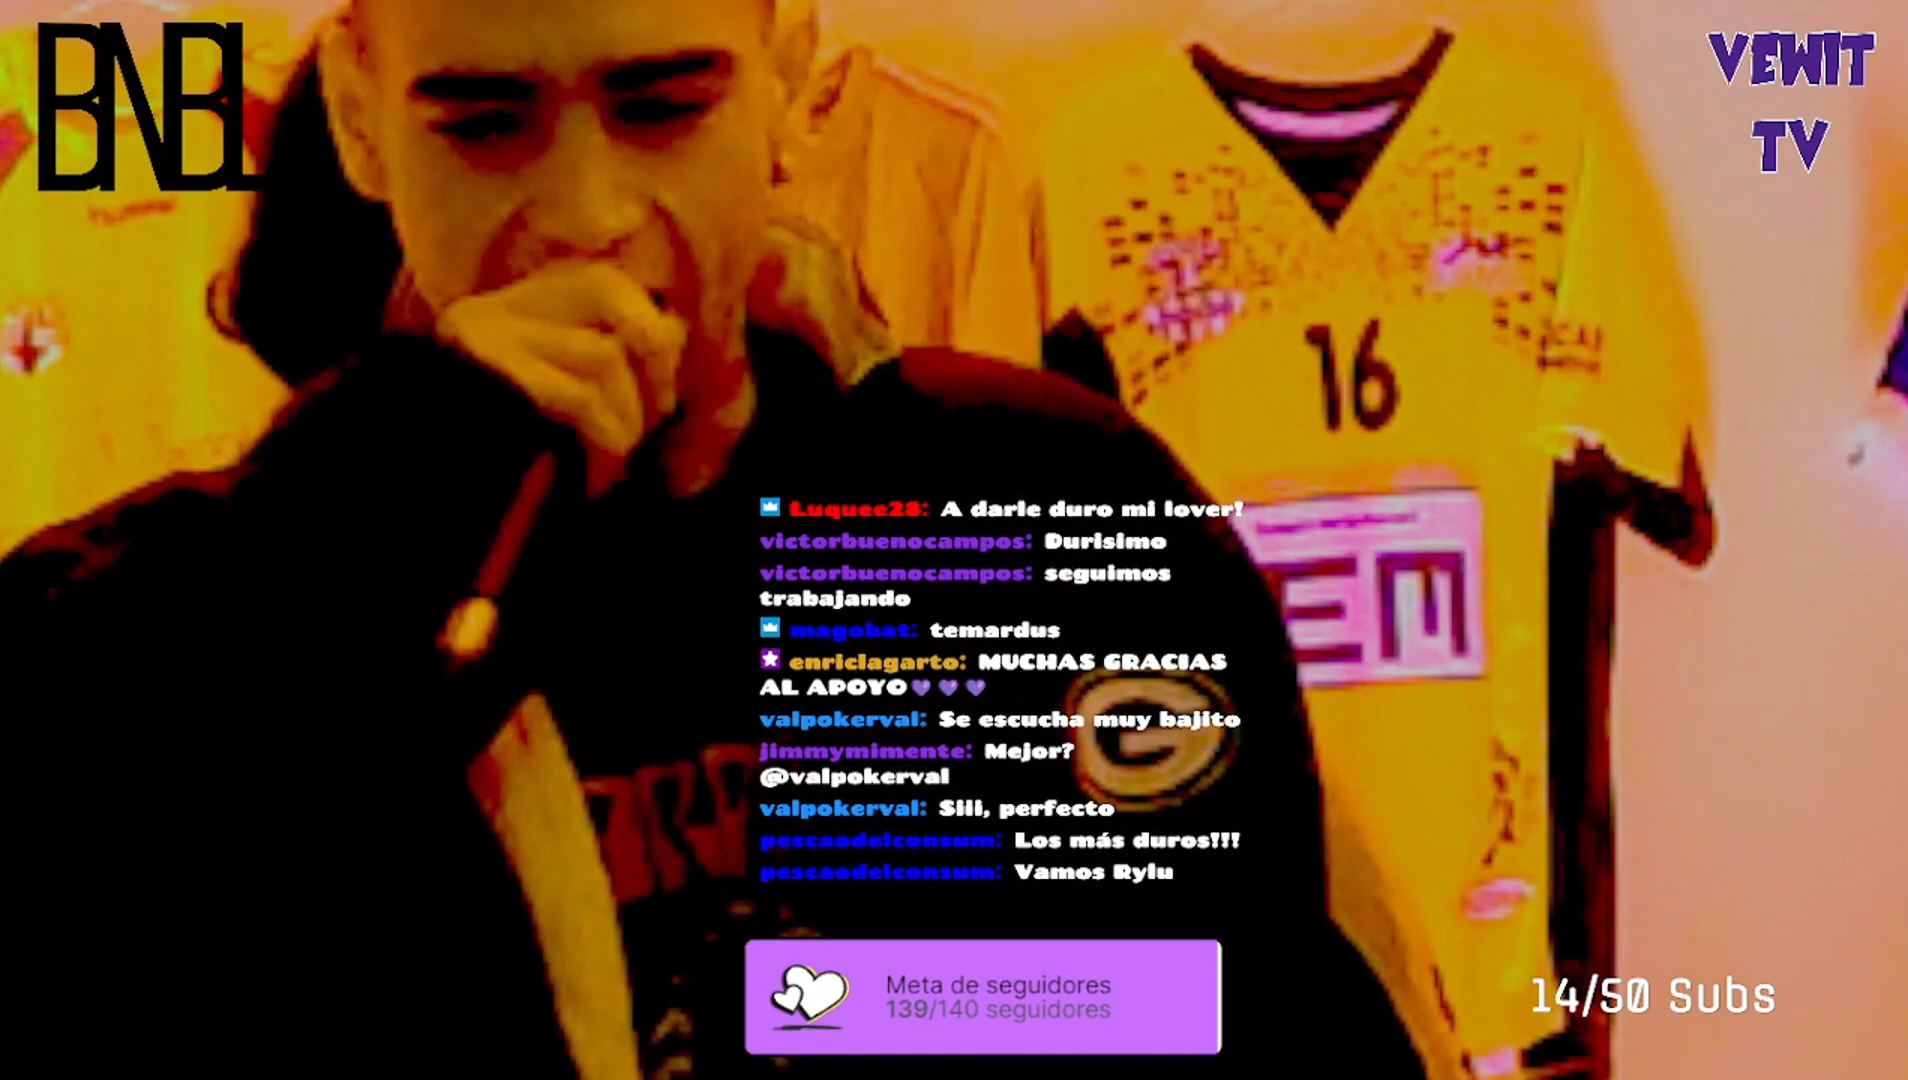 BNBL
VEWIT
TV
hummel
16
EM
Luquee28: A darle duro mi lover!
victorbuenocampos: Durisimo
victorbuenocampos: seguimos
trabajando
magobat: temardus
enriclagarto: MUCHAS GRACIAS
AL APOYO💜💜💜
valpokerval: Se escucha muy bajito
jimmymimente: Mejor?
@valpokerval
valpokerval: Siii, perfecto
pescaodelconsum: Los más duros!!!
pescaodelconsum: Vamos Rylu
G
Meta de seguidores
139/140 seguidores
14/50 Subs